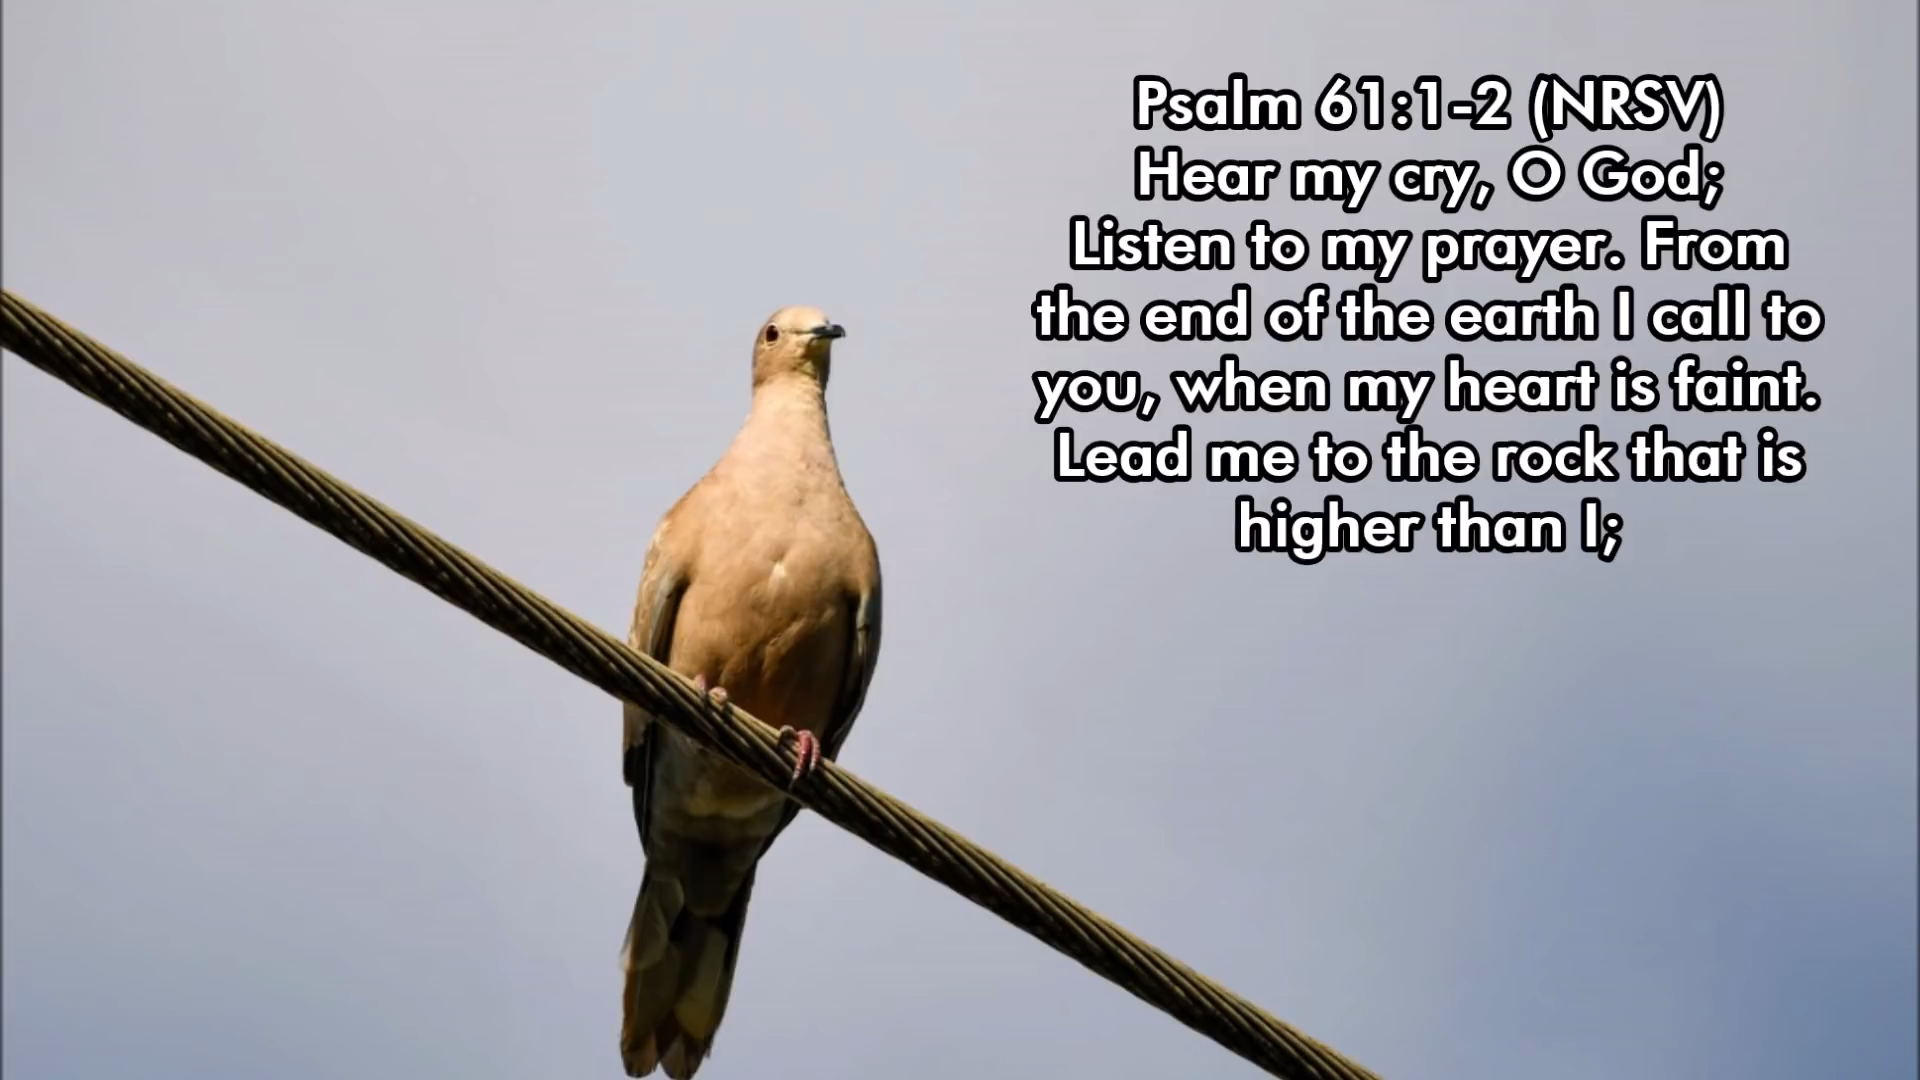 Psalm 61:1-2 (NRSV)
Hear my cry, O God;
Listen to my prayer. From
the end of the earth I call to
you, when my heart is faint.
Lead me to the rock that is
higher than I;